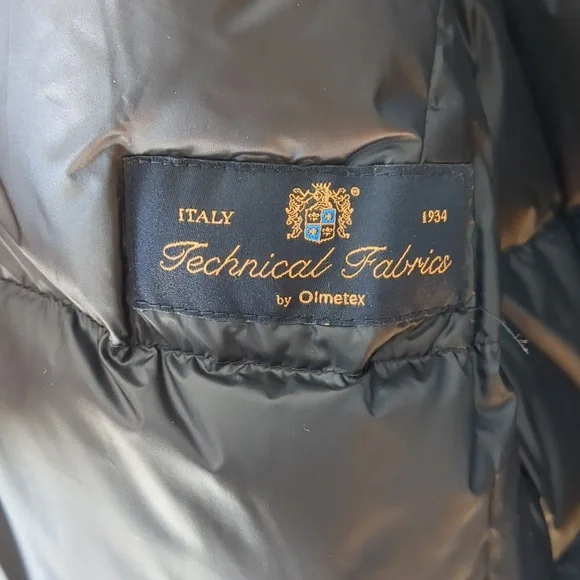 ITALY 1934
Technical Fabrics
by Olmetex